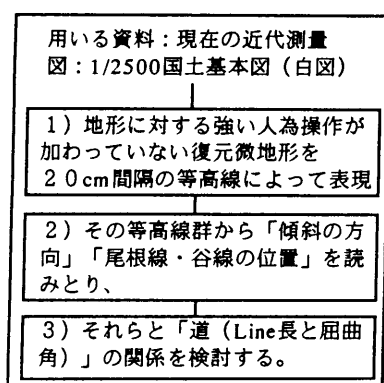 用いる資料：現在の近代測量
図：1/2500国土基本図（白図）
１）地形に対する強い人為操作が
加わっていない復元微地形を
２０cm間隔の等高線によって表現
２）その等高線群から「傾斜の方
向」「尾根線・谷線の位置」を読
みとり、
３）それらと「道（Line長と屈曲
角）」の関係を検討する。